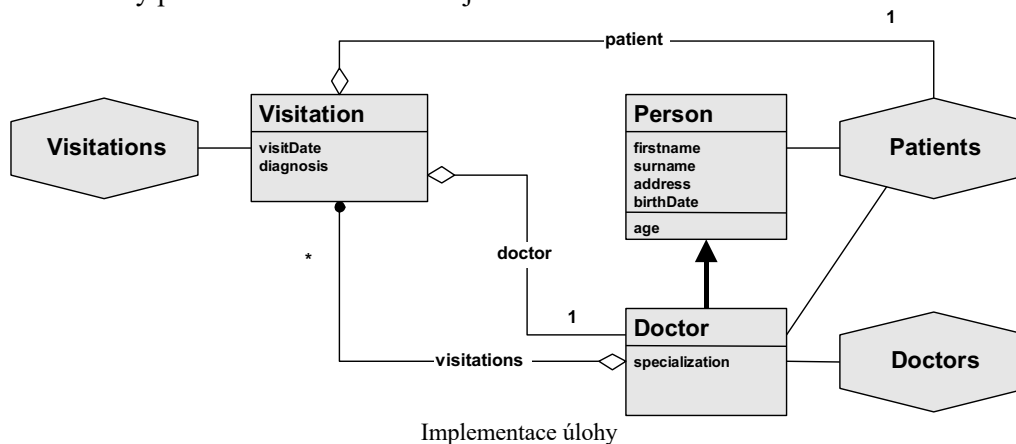 1
patient
Visitation
Person
Visitations
visitDate
diagnosis
firstname
surname
address
birthDate
age
Patients
*
doctor
1
Doctor
specialization
visitations
Doctors
Implementace úlohy